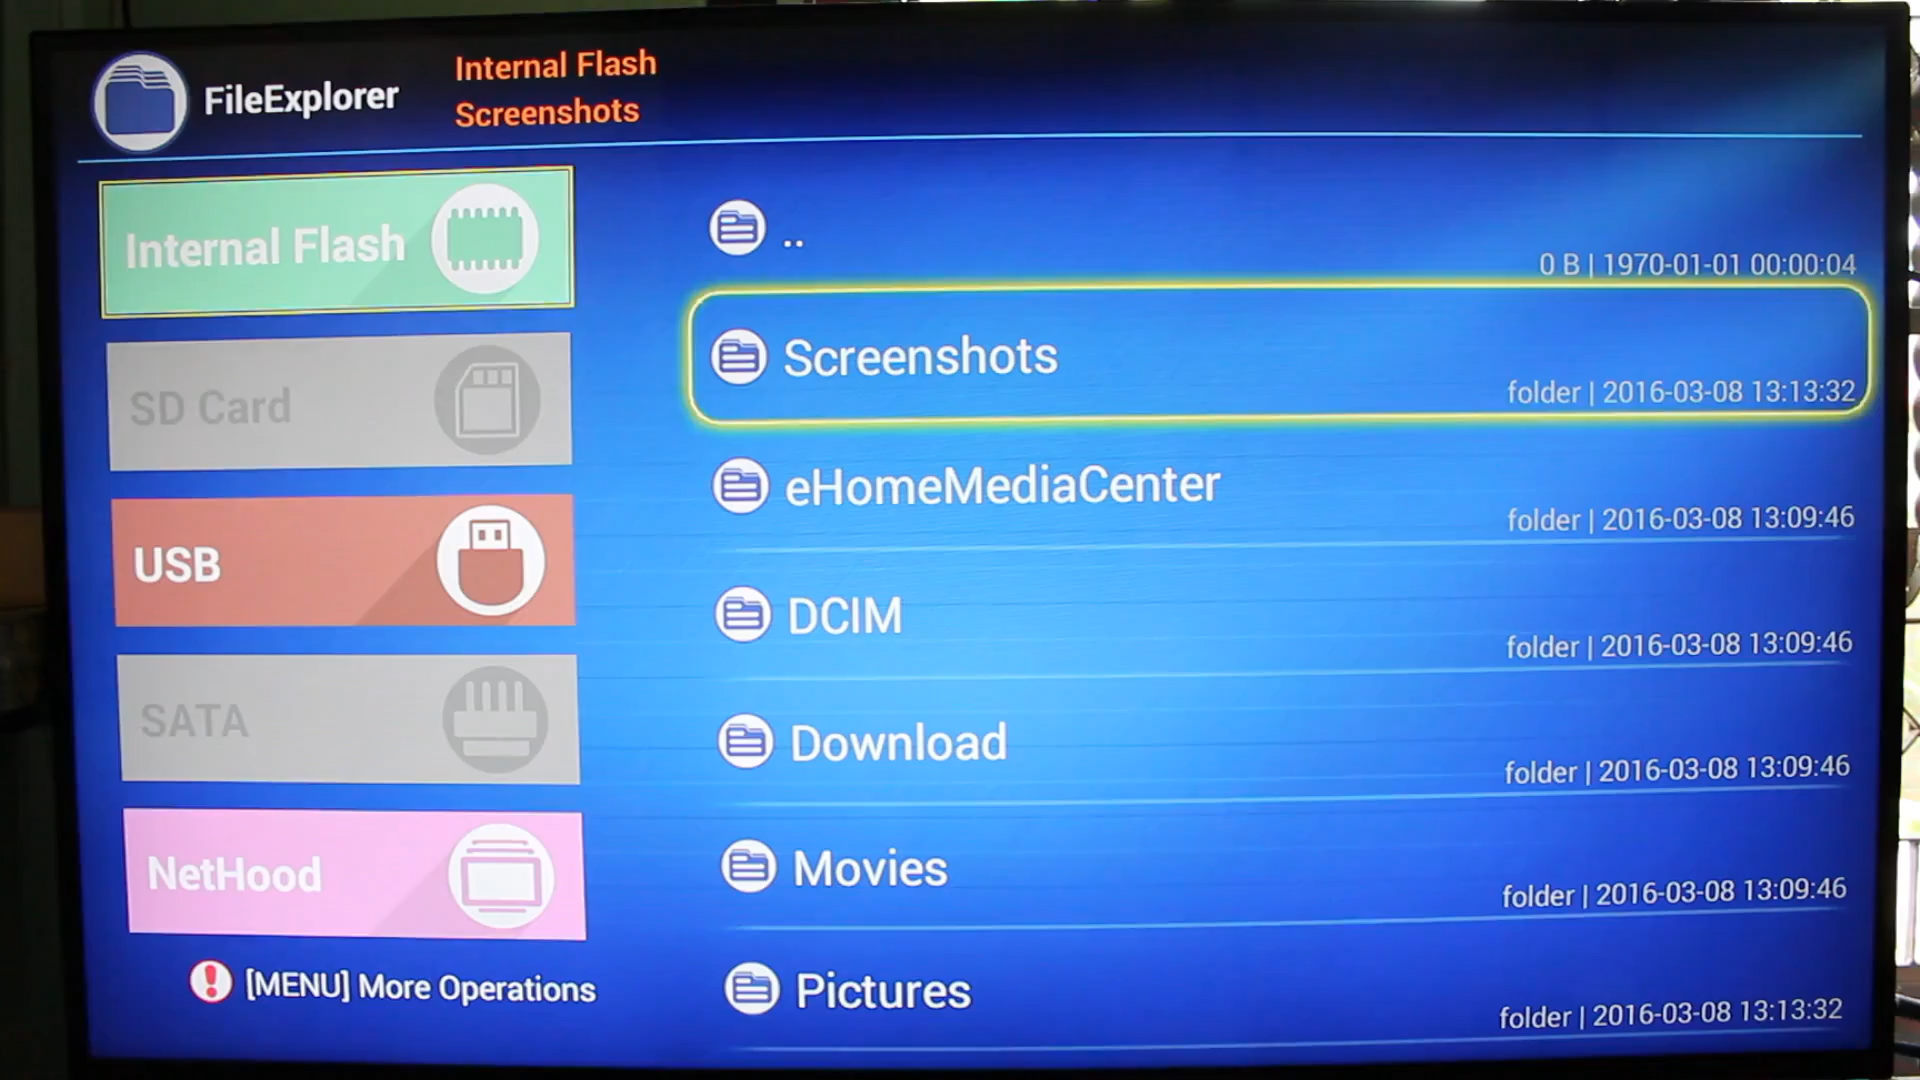 FileExplorer
Internal Flash
Screenshots
Internal Flash
SD Card
USB
SATA
NetHood
[MENU] More Operations
..
0 B | 1970-01-01 00:00:04
Screenshots
folder | 2016-03-08 13:13:32
eHomeMediaCenter
folder | 2016-03-08 13:09:46
DCIM
folder | 2016-03-08 13:09:46
Download
folder | 2016-03-08 13:09:46
Movies
folder | 2016-03-08 13:09:46
Pictures
folder | 2016-03-08 13:13:32